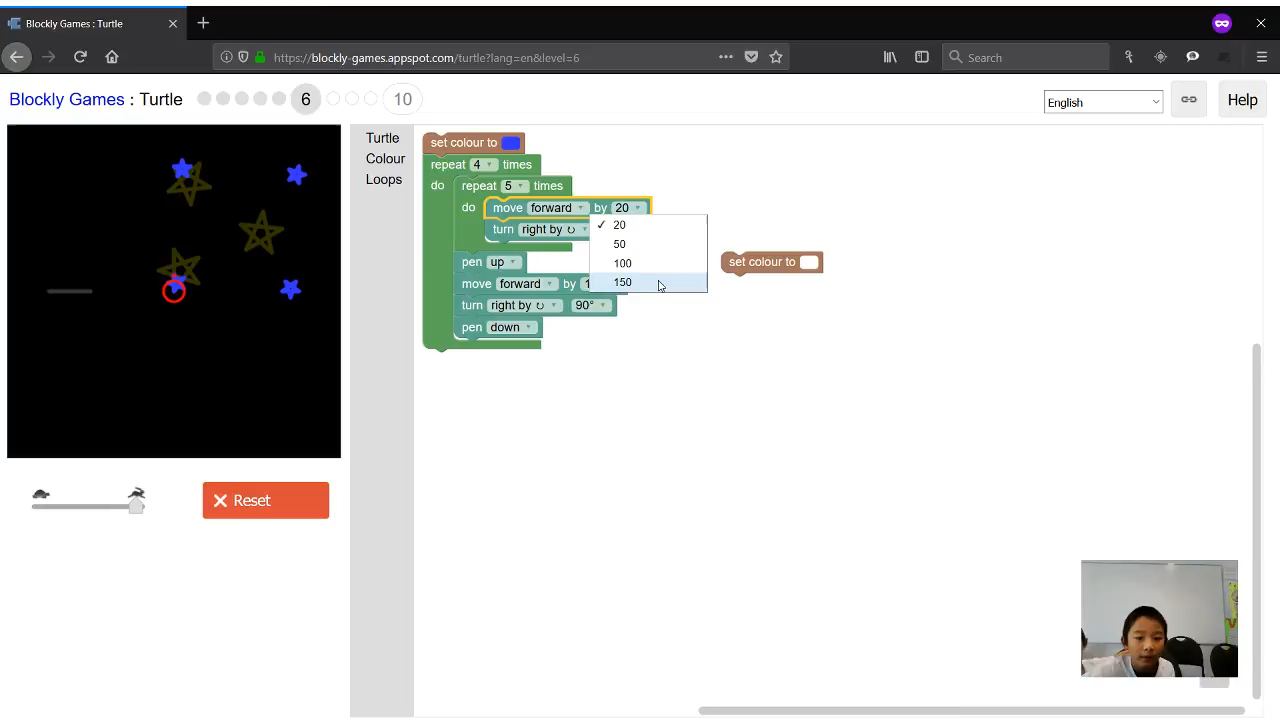 Blockly Games : Turtle
https://blockly-games.appspot.com/turtle?lang=en&level=6
Search
Blockly Games : Turtle
6
10
English
Help
Turtle
Colour
Loops
set colour to
repeat 4 times
do
repeat 5 times
do
move forward by 20
turn right by
20
50
100
150
pen up
move forward by
turn right by 90°
pen down
set colour to
Reset